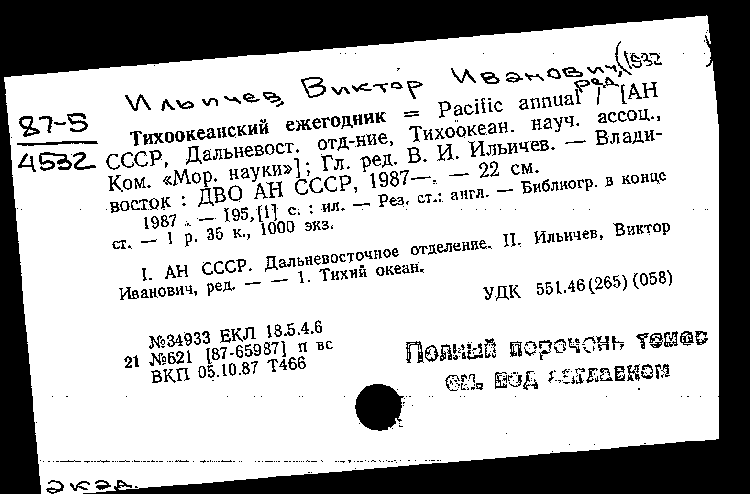 Ильичев Виктор Иванович (1932
ред.
87-5
4532
Тихоокеанский ежегодник = Pacific annual / [АН
СССР, Дальневост. отд-ние, Тихоокеан. науч. ассоц.,
Ком. «Мор. науки»]; Гл. ред. В. И. Ильичев. — Влади-
восток : ДВО АН СССР, 1987—. — 22 см.
1987. — 195,[1] с. : ил. — Рез. ст.: англ. — Библиогр. в конце
ст. — 1 р. 35 к., 1000 экз.
I. АН СССР. Дальневосточное отделение. II. Ильичев, Виктор
Иванович, ред. — — 1. Тихий океан.
УДК 551.46(265)(058)
№34933 ЕКЛ 18.5.4.6
21 №621 [87-65987] п вс
ВКП 05.10.87 Т466
Полный перечень томов
см. под заглавием
акад.